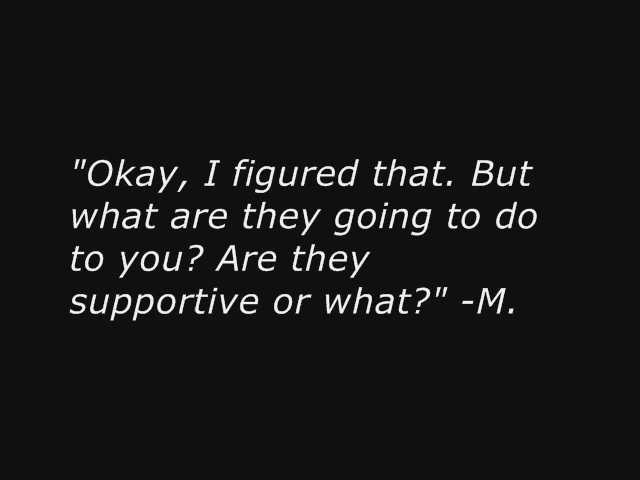 "Okay, I figured that. But
what are they going to do
to you? Are they
supportive or what?" -M.